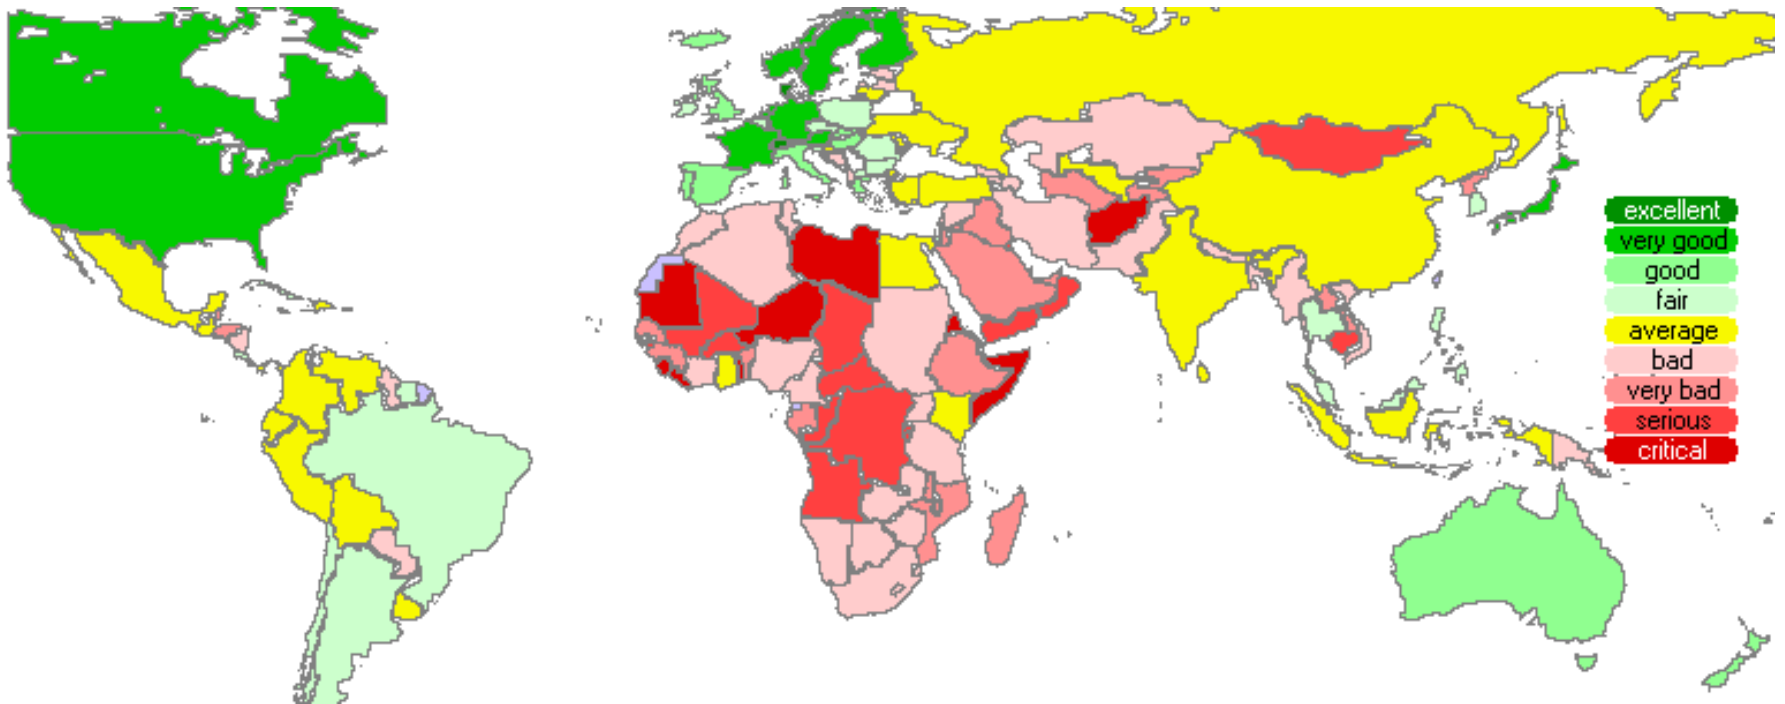 excellent
very good
good
fair
average
bad
very bad
serious
critical